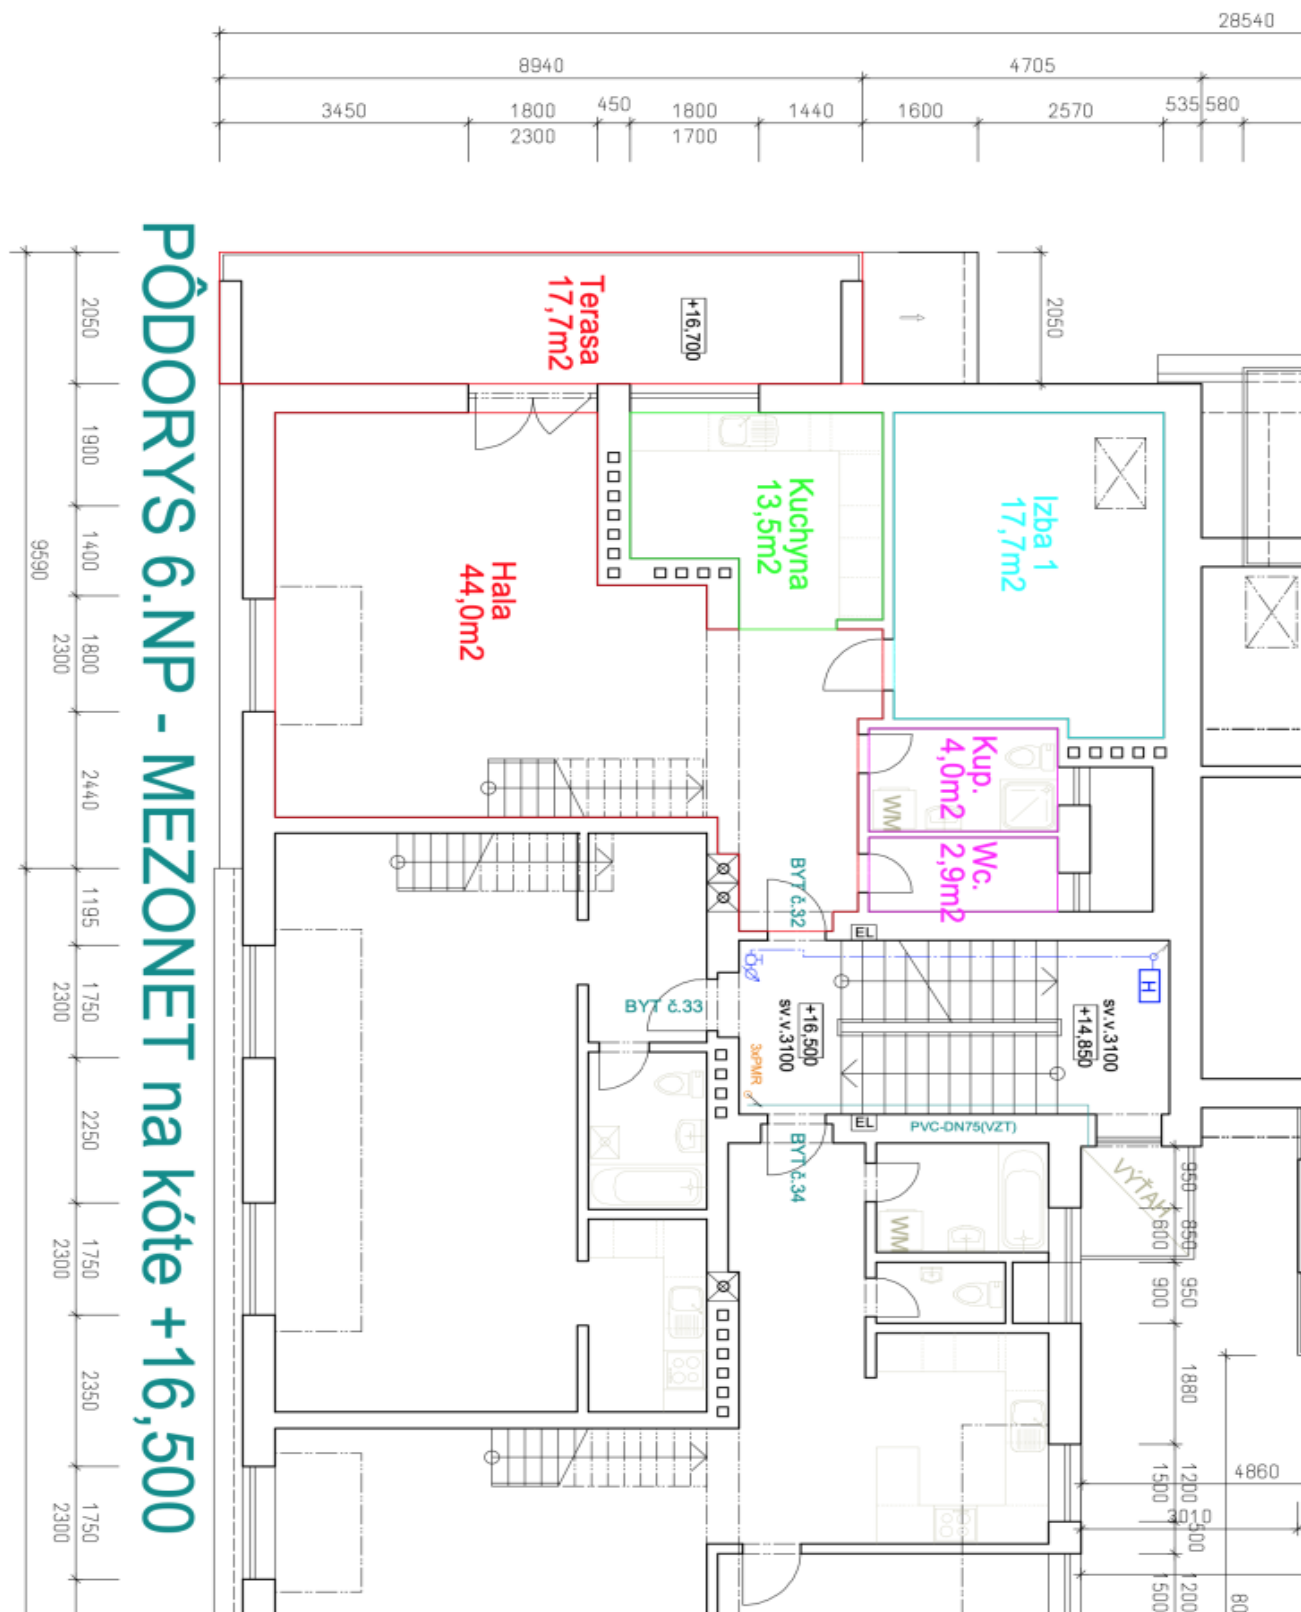 28540
8940
4705
3450
1800
450
1800
1440
1600
2570
535
580
2300
1700
PÔDORYS 6.NP - MEZONET na kóte +16,500
2050
1900
1400
1800
2300
2440
1195
1750
2300
2250
1750
2300
2350
1750
2300
9590
Terasa
17,7m2
+16,700
2050
Kuchyna
13,5m2
Izba 1
17,7m2
Hala
44,0m2
Kup.
4,0m2
WM
Wc.
2,9m2
BYT č.32
EL
H
BYT č.33
+16,500
sv.v.3100
sv.v.3100
+14,850
3xPMR
EL
PVC-DN75(VZT)
BYT č.34
VÝŤAH
WM
950
850
600
950
900
1880
1200
1500
4860
3010
500
1200
1500
80